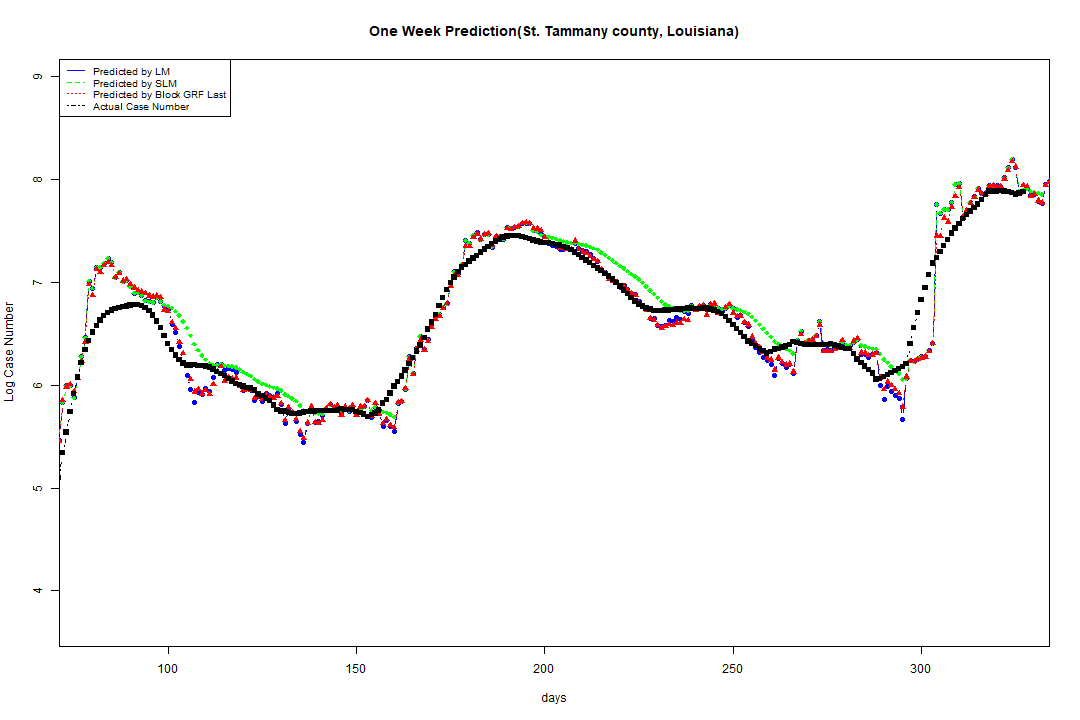 One Week Prediction(St. Tammany county, Louisiana)
Predicted by LM
Predicted by SLM
Predicted by Block GRF Last
Actual Case Number
9
8
7
6
5
4
Log Case Number
100 150 200 250 300
days